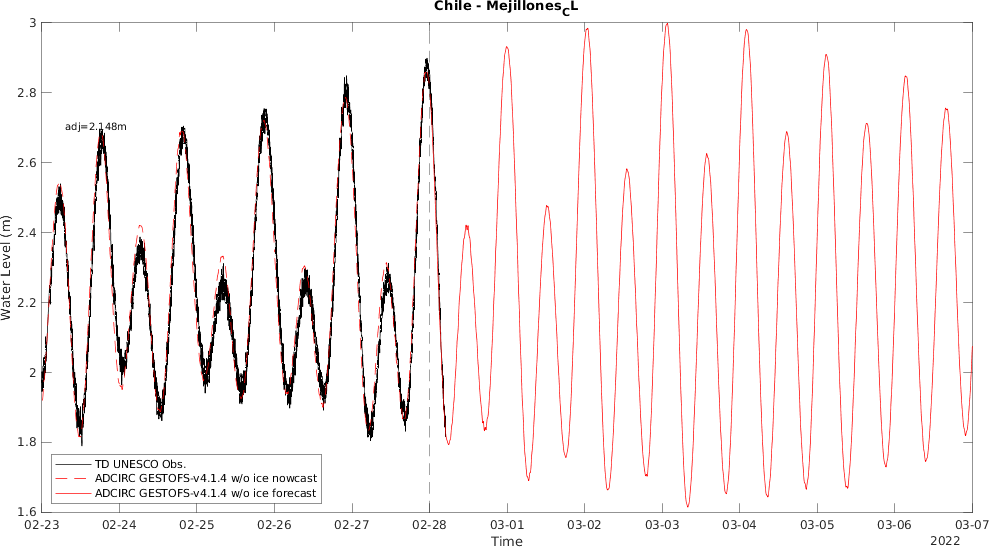 Chile - Mejillones_CL
3
2.8
2.6
2.4
2.2
2
1.8
1.6
Water Level (m)
adj=2.148m
TD UNESCO Obs.
ADCIRC GESTOFS-v4.1.4 w/o ice nowcast
ADCIRC GESTOFS-v4.1.4 w/o ice forecast
02-23 02-24 02-25 02-26 02-27 02-28 03-01 03-02 03-03 03-04 03-05 03-06 03-07
Time
2022